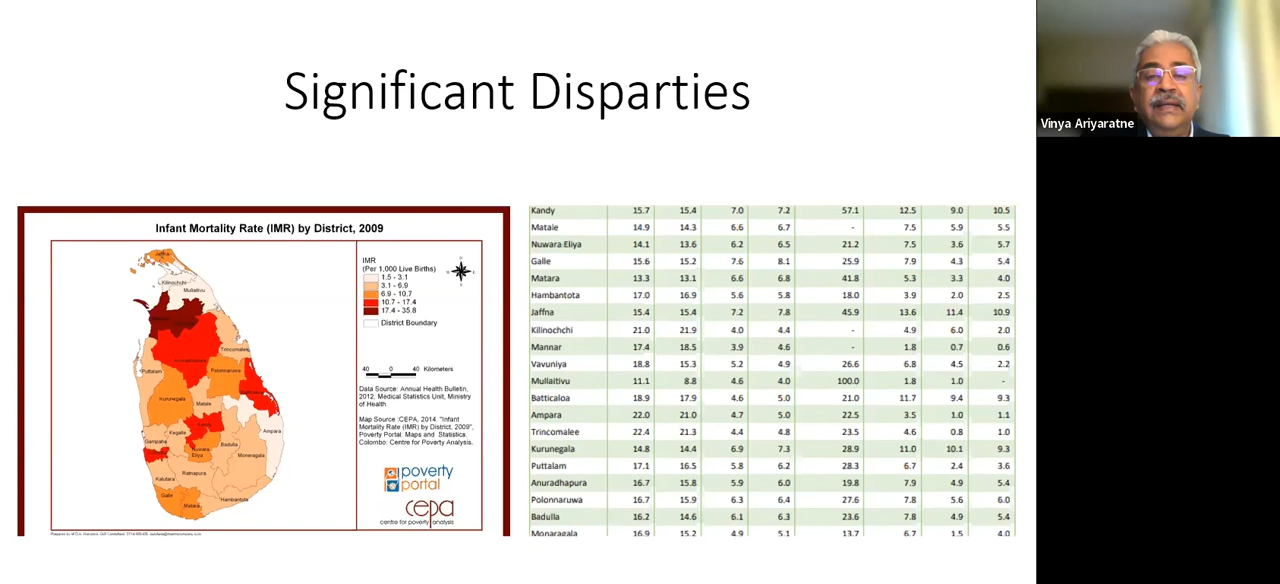 Significant Disparties
Vinya Ariyaratne
Infant Mortality Rate (IMR) by District, 2009
IMR
(Per 1,000 Live Births)
1.5 - 3.1
3.1 - 6.9
6.9 - 10.7
10.7 - 17.4
17.4 - 35.8
District Boundary
40 0 40 Kilometers
Data Source: Annual Health Bulletin,
2012, Medical Statistics Unit, Ministry
of Health
Map Source :CEPA, 2014. "Infant
Mortality Rate (IMR) by District, 2009",
Poverty Portal: Maps and Statistics.
Colombo: Centre for Poverty Analysis.
poverty
portal
cepa
centre for poverty analysis
Kilinochchi
Mullaitivu
Trincomalee
Puttalam
Polonnaruwa
Kurunegala
Matale
Ampara
Kegalle
Gampaha
Badulla
Nuwara
Eliya
Monaragala
Ratnapura
Kalutara
Galle
Matara
Hambantota
Kandy 15.7 15.4 7.0 7.2 57.1 12.5 9.0 10.5
Matale 14.9 14.3 6.6 6.7 - 7.5 5.9 5.5
Nuwara Eliya 14.1 13.6 6.2 6.5 21.2 7.5 3.6 5.7
Galle 15.6 15.2 7.6 8.1 25.9 7.9 4.3 5.4
Matara 13.3 13.1 6.6 6.8 41.8 5.3 3.3 4.0
Hambantota 17.0 16.9 5.6 5.8 18.0 3.9 2.0 2.5
Jaffna 15.4 15.4 7.2 7.8 45.9 13.6 11.4 10.9
Kilinochchi 21.0 21.9 4.0 4.4 - 4.9 6.0 2.0
Mannar 17.4 18.5 3.9 4.6 - 1.8 0.7 0.6
Vavuniya 18.8 15.3 5.2 4.9 26.6 6.8 4.5 2.2
Mullaitivu 11.1 8.8 4.6 4.0 100.0 1.8 1.0 -
Batticaloa 18.9 17.9 4.6 5.0 21.0 11.7 9.4 9.3
Ampara 22.0 21.0 4.7 5.0 22.5 3.5 1.0 1.1
Trincomalee 22.4 21.3 4.4 4.8 23.5 4.6 0.8 1.0
Kurunegala 14.8 14.4 6.9 7.3 28.9 11.0 10.1 9.3
Puttalam 17.1 16.5 5.8 6.2 28.3 6.7 2.4 3.6
Anuradhapura 16.7 15.8 5.9 6.0 19.8 7.9 4.9 5.4
Polonnaruwa 16.7 15.9 6.3 6.4 27.6 7.8 5.6 6.0
Badulla 16.2 14.6 6.1 6.3 23.6 7.8 4.9 5.4
Monaragala 16.9 15.2 4.9 5.1 13.7 6.7 1.5 4.0